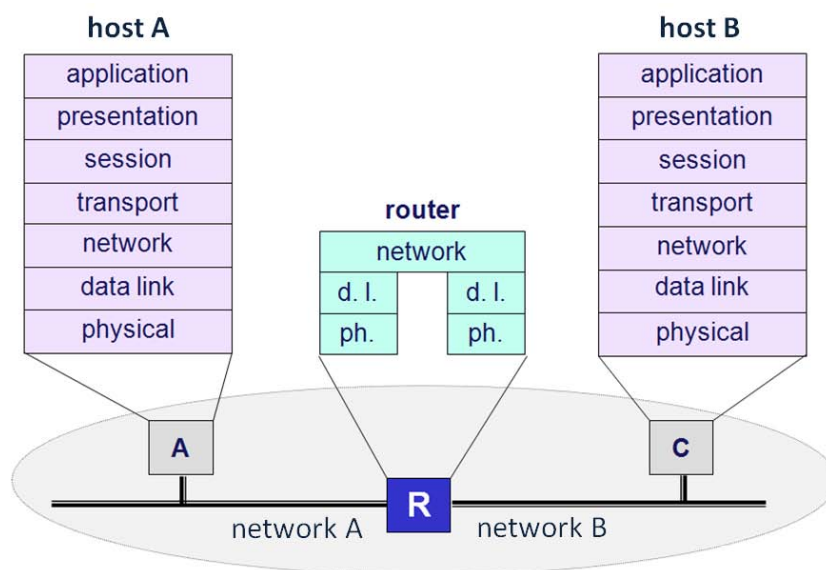 host A
application
presentation
session
transport
network
data link
physical
router
network
d. l.
d. l.
ph.
ph.
host B
application
presentation
session
transport
network
data link
physical
A
R
C
network A
network B